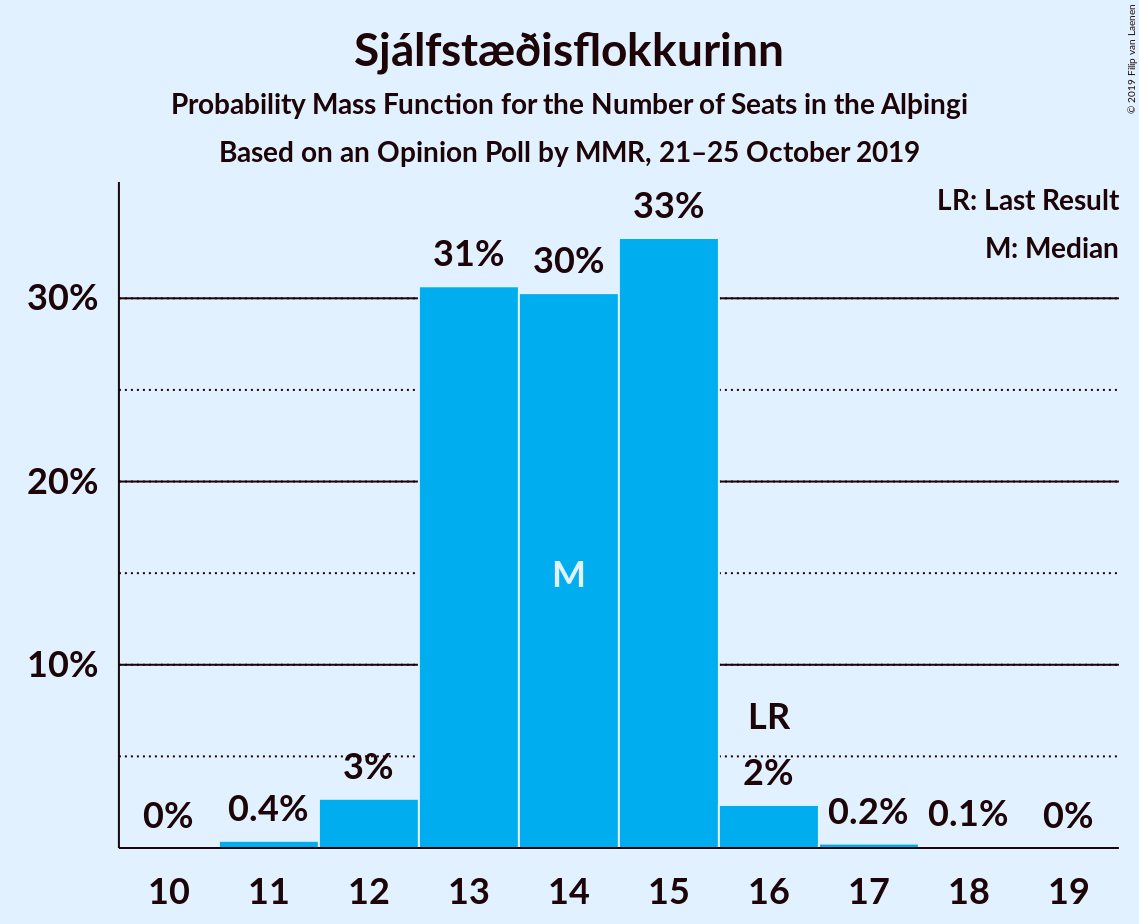 Sjálfstæðisflokkurinn
Probability Mass Function for the Number of Seats in the Alþingi
Based on an Opinion Poll by MMR, 21–25 October 2019
© 2019 Filip van Laenen
LR: Last Result
M: Median
33%
31%
30%
30%
20%
10%
M
LR
0%
0.4%
3%
2%
0.2%
0.1%
0%
10 11 12 13 14 15 16 17 18 19